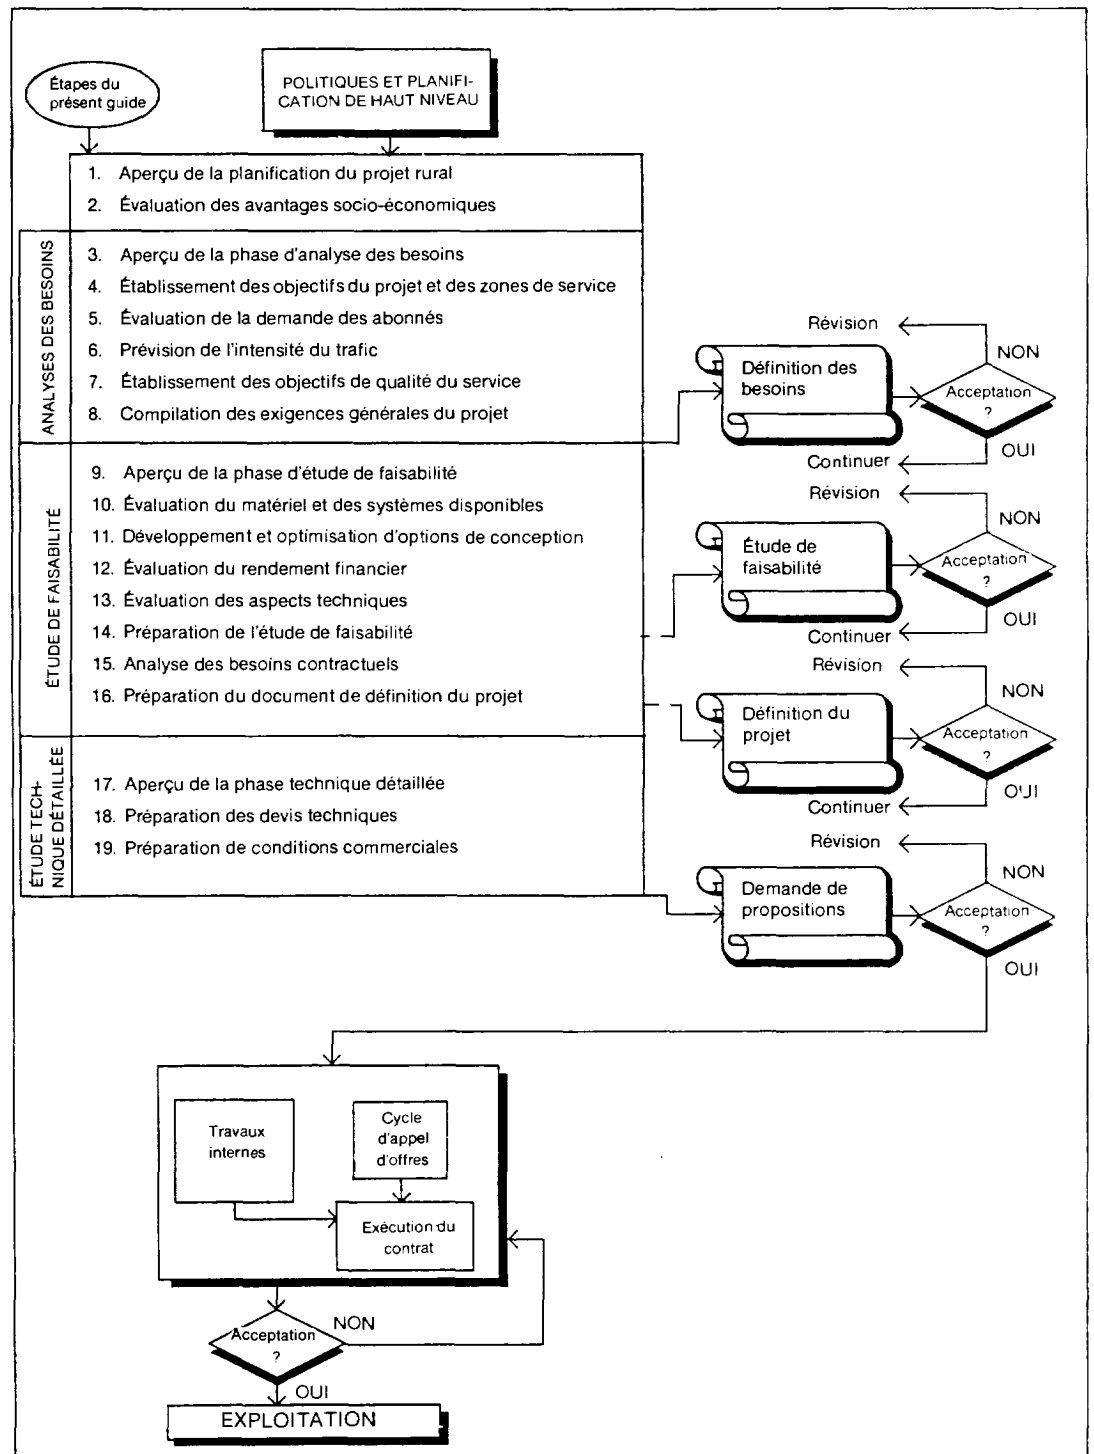 Étapes du
présent guide
POLITIQUES ET PLANIFI-
CATION DE HAUT NIVEAU
1. Aperçu de la planification du projet rural
2. Évaluation des avantages socio-économiques
ANALYSES DES BESOINS
3. Aperçu de la phase d'analyse des besoins
4. Établissement des objectifs du projet et des zones de service
5. Évaluation de la demande des abonnés
6. Prévision de l'intensité du trafic
7. Établissement des objectifs de qualité du service
8. Compilation des exigences générales du projet
Révision
NON
Définition des
besoins
Acceptation
?
OUI
Continuer
ÉTUDE DE FAISABILITÉ
9. Aperçu de la phase d'étude de faisabilité
10. Évaluation du matériel et des systèmes disponibles
11. Développement et optimisation d'options de conception
12. Évaluation du rendement financier
13. Évaluation des aspects techniques
14. Préparation de l'étude de faisabilité
15. Analyse des besoins contractuels
16. Préparation du document de définition du projet
Révision
NON
Étude de
faisabilité
Acceptation
?
OUI
Continuer
Révision
NON
Définition du
projet
Acceptation
?
OUI
Continuer
ÉTUDE TECH-
NIQUE DÉTAILLÉE
17. Aperçu de la phase technique détaillée
18. Préparation des devis techniques
19. Préparation de conditions commerciales
Révision
NON
Demande de
propositions
Acceptation
?
OUI
Travaux
internes
Cycle
d'appel
d'offres
Exécution du
contrat
Acceptation
?
NON
OUI
EXPLOITATION